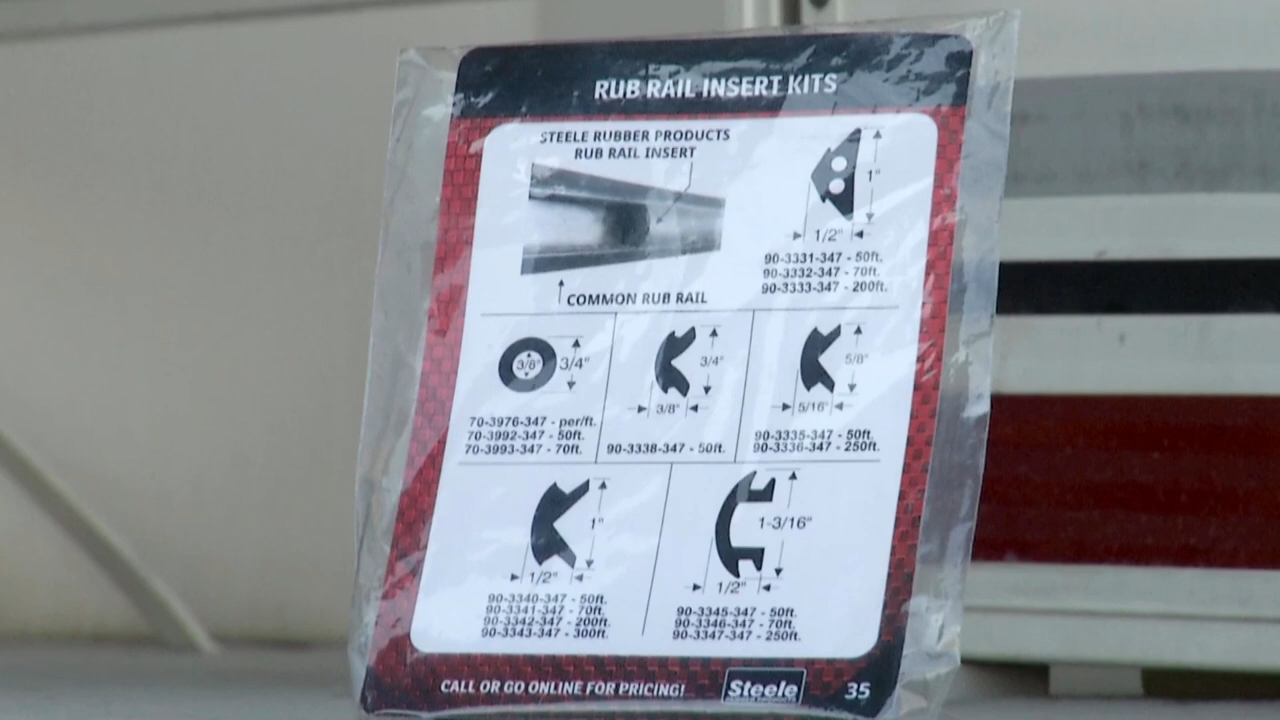 RUB RAIL INSERT KITS
STEELE RUBBER PRODUCTS
RUB RAIL INSERT
COMMON RUB RAIL
1"
1/2"
90-3331-347 - 50ft.
90-3332-347 - 70ft.
90-3333-347 - 200ft.
3/8"
3/4"
70-3976-347 - per/ft.
70-3992-347 - 50ft.
70-3993-347 - 70ft.
3/4"
3/8"
90-3338-347 - 50ft.
5/8"
5/16"
90-3335-347 - 50ft.
90-3336-347 - 250ft.
1"
1/2"
90-3340-347 - 50ft.
90-3341-347 - 70ft.
90-3342-347 - 200ft.
90-3343-347 - 300ft.
1-3/16"
1/2"
90-3345-347 - 50ft.
90-3346-347 - 70ft.
90-3347-347 - 250ft.
CALL OR GO ONLINE FOR PRICING!
Steele
35